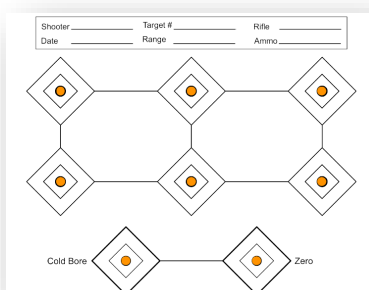 Shooter Target # Rifle
Date Range Ammo
Cold Bore Zero